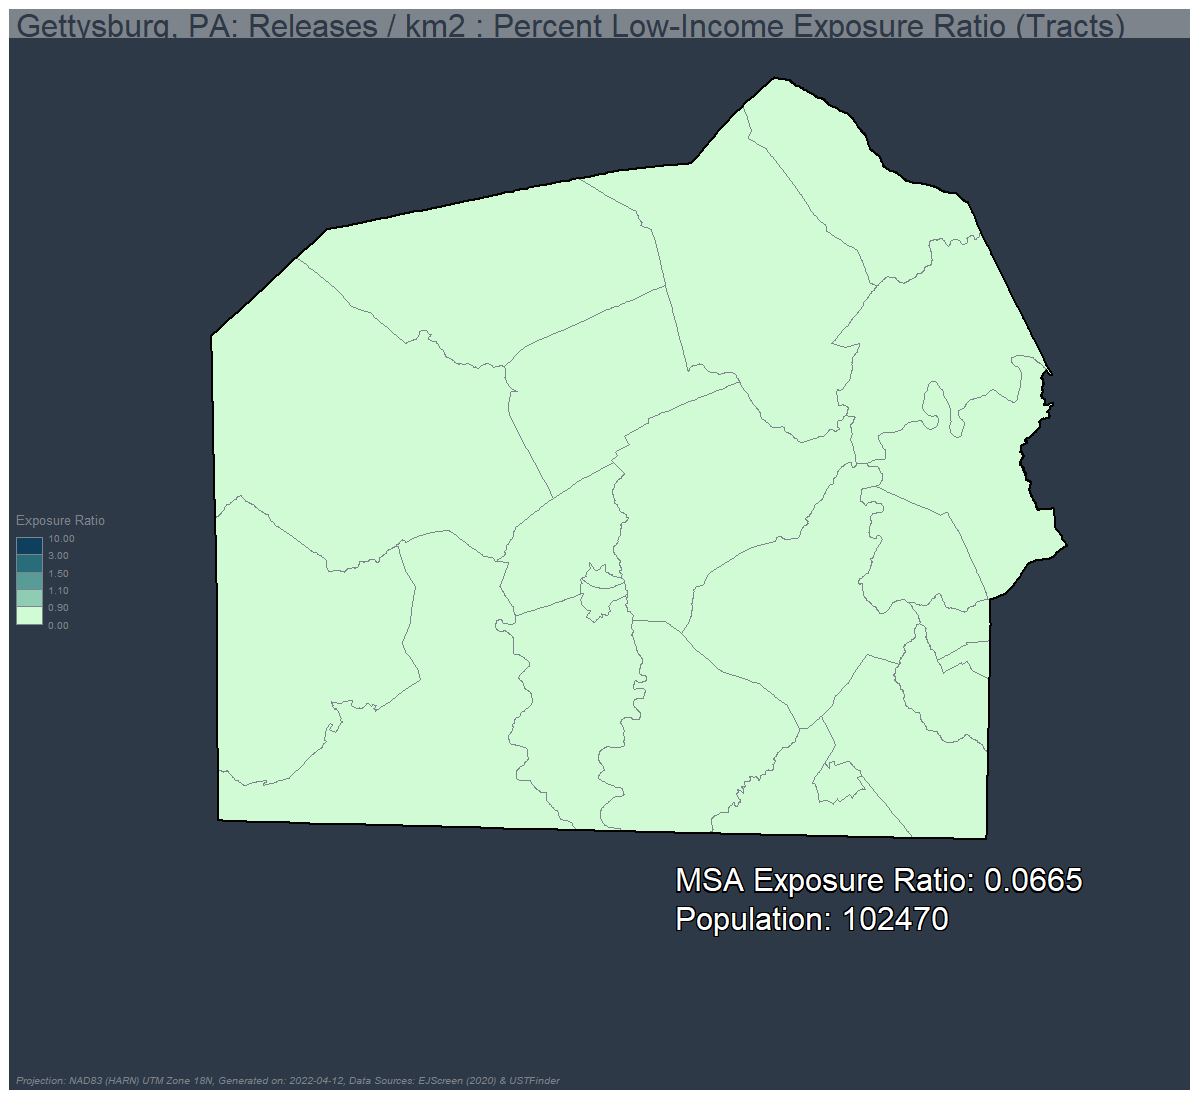 Gettysburg, PA: Releases / km2 : Percent Low-Income Exposure Ratio (Tracts)
Exposure Ratio
10.00
3.00
1.50
1.10
0.90
0.00
MSA Exposure Ratio: 0.0665
Population: 102470
Projection: NAD83 (HARN) UTM Zone 18N, Generated on: 2022-04-12, Data Sources: EJScreen (2020) & USTFinder